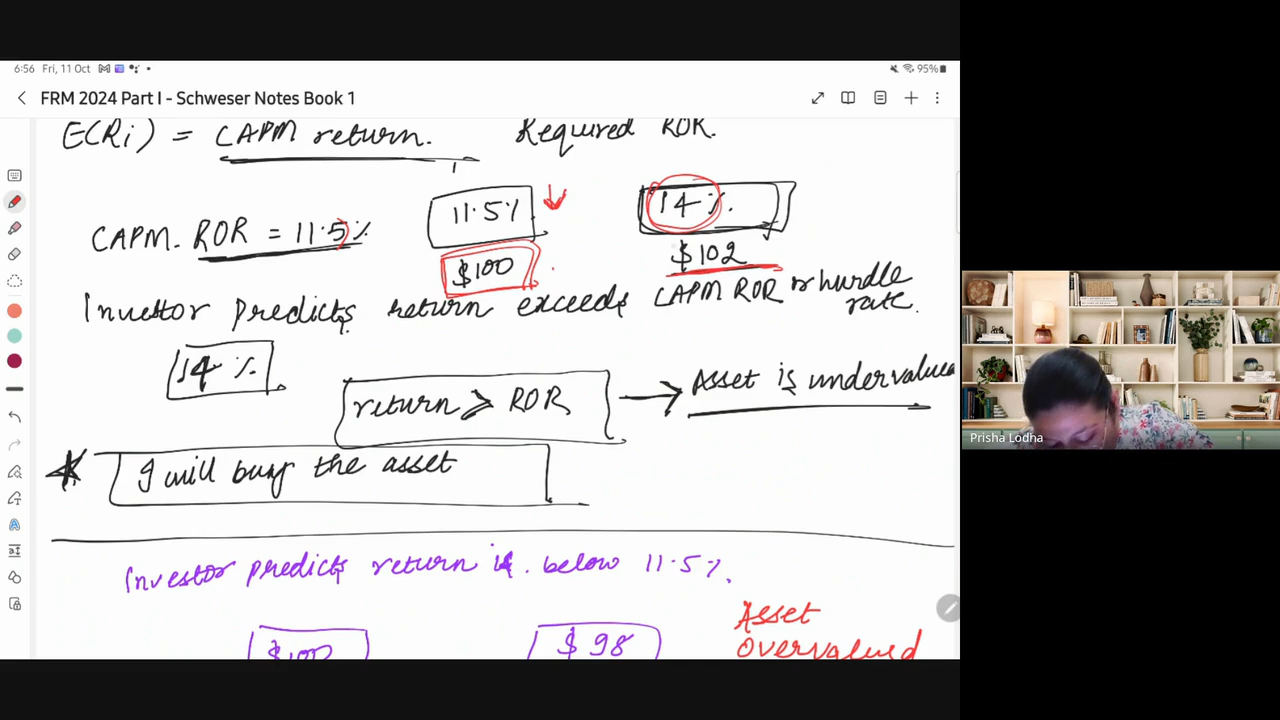 6:56 Fri, 11 Oct 95%
FRM 2024 Part I - Schweser Notes Book 1
E(Ri) = CAPM return. Required ROR.
CAPM. ROR = 11.5% 11.5% 14%.
$100 $102
Investor predicts return exceeds CAPM ROR or hurdle rate.
14 %
return > ROR → Asset is undervalued
I will buy the asset
Investor predicts return is below 11.5%.
$100 $98 Asset
overvalued
Prisha Lodha